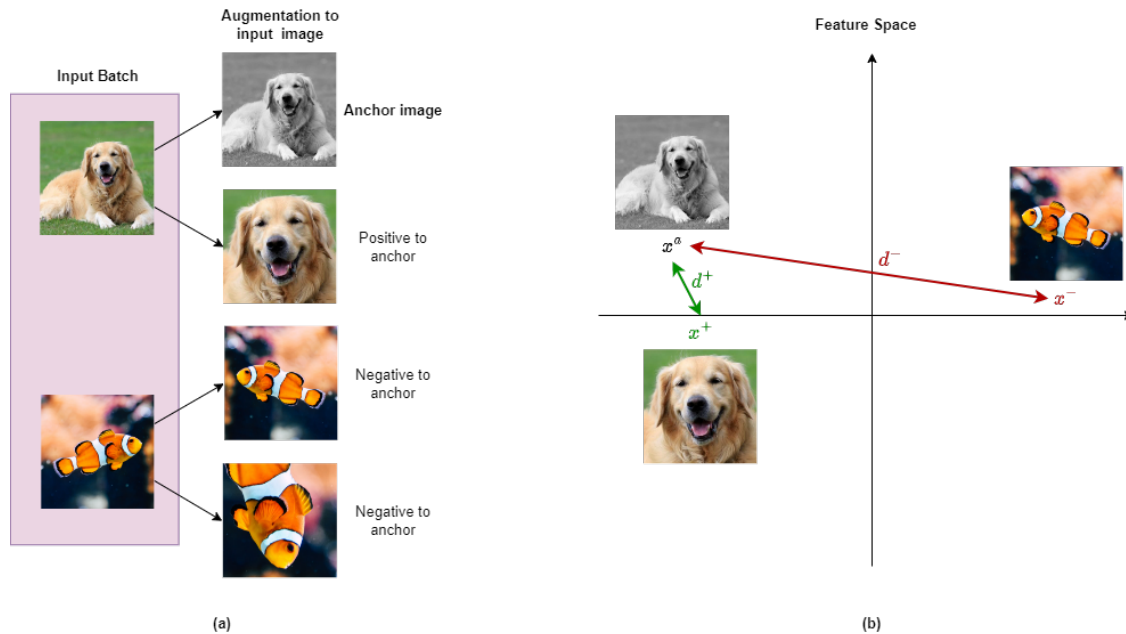 Augmentation to
input image
Input Batch
Anchor image
Positive to
anchor
Negative to
anchor
Negative to
anchor
(a)
Feature Space
xᵃ
d⁻
d⁺
x⁻
x⁺
(b)